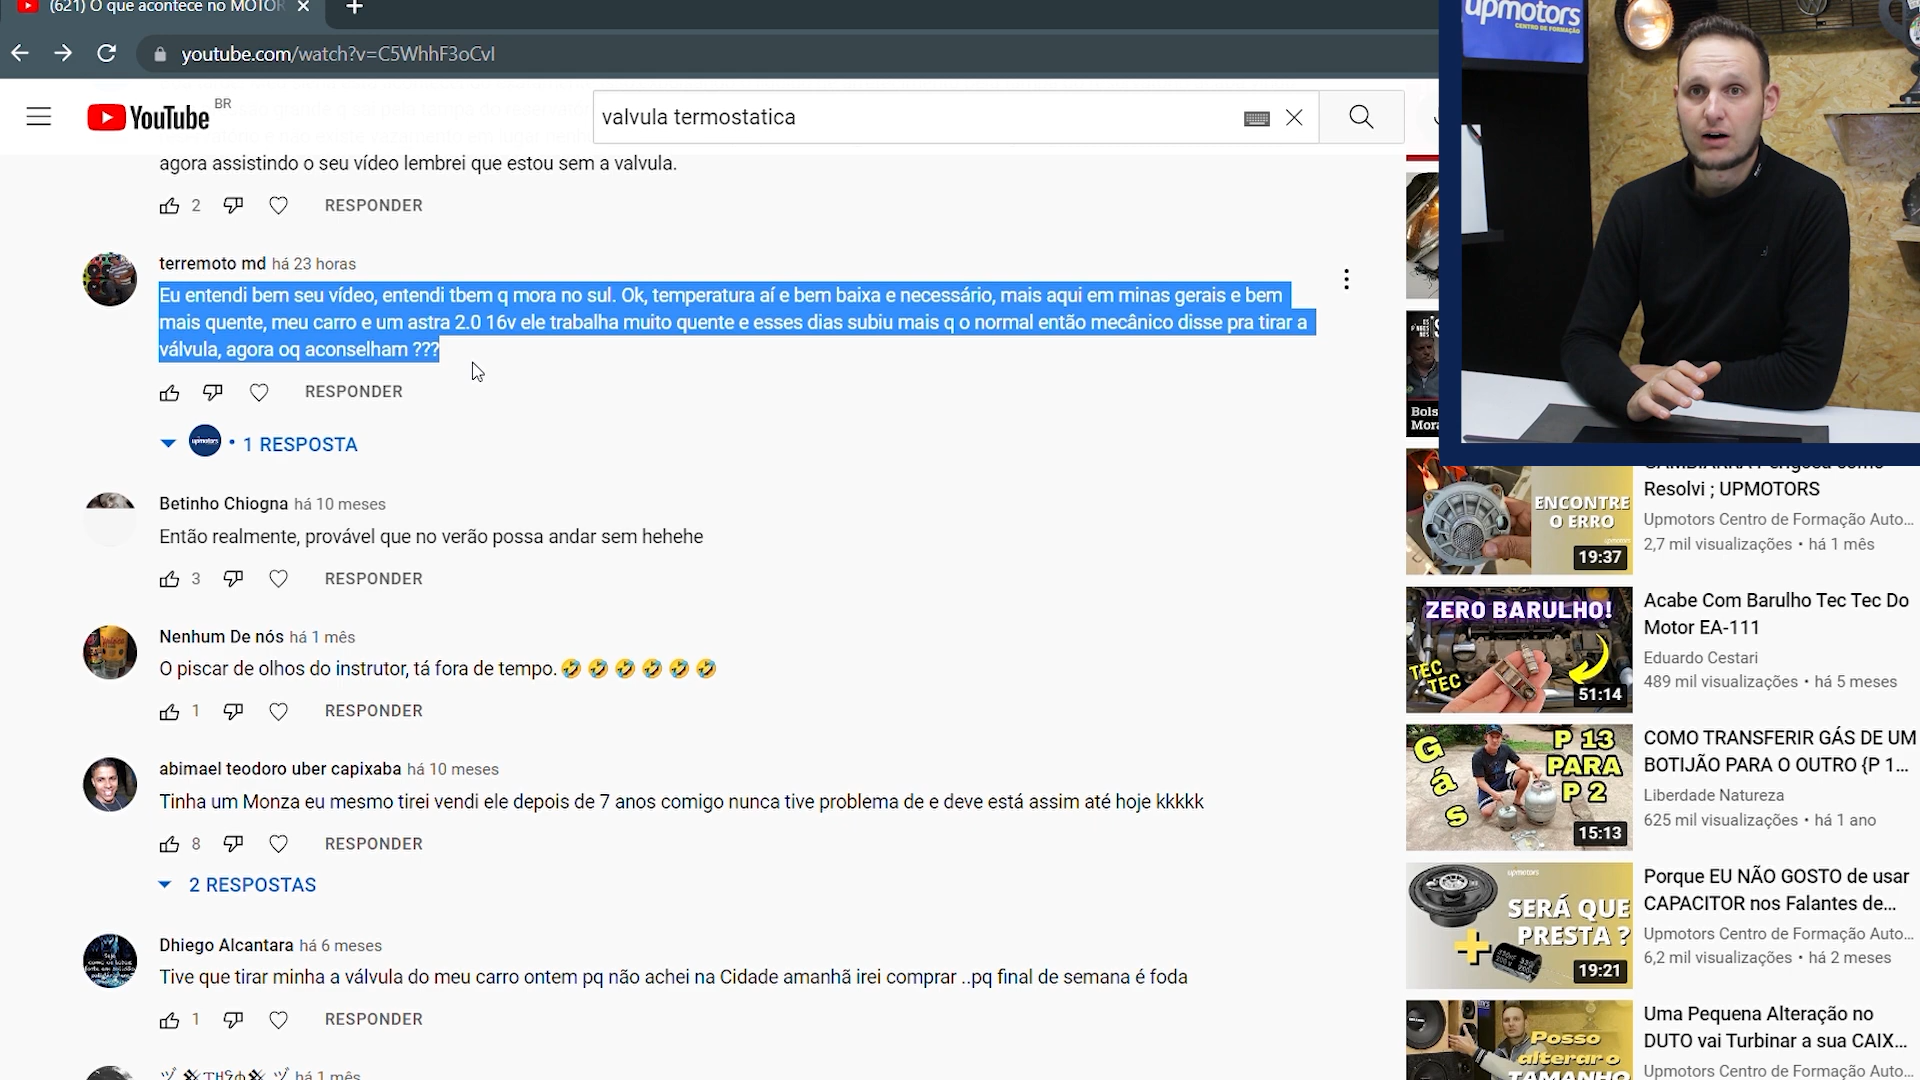 (621) O que acontece no MOTOR
youtube.com/watch?v=C5WhhF3oCvI
YouTube BR
valvula termostatica
agora assistindo o seu vídeo lembrei que estou sem a valvula.
2 RESPONDER
terremoto md há 23 horas
Eu entendi bem seu vídeo, entendi tbem q mora no sul. Ok, temperatura aí e bem baixa e necessário, mais aqui em minas gerais e bem
mais quente, meu carro e um astra 2.0 16v ele trabalha muito quente e esses dias subiu mais q o normal então mecânico disse pra tirar a
válvula, agora oq aconselham ???
RESPONDER
upmotors • 1 RESPOSTA
Betinho Chiogna há 10 meses
Então realmente, provável que no verão possa andar sem hehehe
3 RESPONDER
Nenhum De nós há 1 mês
O piscar de olhos do instrutor, tá fora de tempo. 🤣🤣🤣🤣🤣🤣
1 RESPONDER
abimael teodoro uber capixaba há 10 meses
Tinha um Monza eu mesmo tirei vendi ele depois de 7 anos comigo nunca tive problema de e deve está assim até hoje kkkkk
8 RESPONDER
2 RESPOSTAS
Dhiego Alcantara há 6 meses
Tive que tirar minha a válvula do meu carro ontem pq não achei na Cidade amanhã irei comprar ..pq final de semana é foda
1 RESPONDER
há 1 mês
upmotors
CENTRO DE FORMAÇÃO
Bols
Mora
ENCONTRE
O ERRO
19:37
Resolvi ; UPMOTORS
Upmotors Centro de Formação Auto...
2,7 mil visualizações • há 1 mês
ZERO BARULHO!
TEC
TEC
51:14
Acabe Com Barulho Tec Tec Do
Motor EA-111
Eduardo Cestari
489 mil visualizações • há 5 meses
Gás
P 13
PARA
P 2
15:13
COMO TRANSFERIR GÁS DE UM
BOTIJÃO PARA O OUTRO {P 1...
Liberdade Natureza
625 mil visualizações • há 1 ano
upmotors
SERÁ QUE
PRESTA ?
19:21
Porque EU NÃO GOSTO de usar
CAPACITOR nos Falantes de...
Upmotors Centro de Formação Auto...
6,2 mil visualizações • há 2 meses
Posso
alterar o
TAMANHO
Uma Pequena Alteração no
DUTO vai Turbinar a sua CAIX...
Upmotors Centro de Formação Auto...